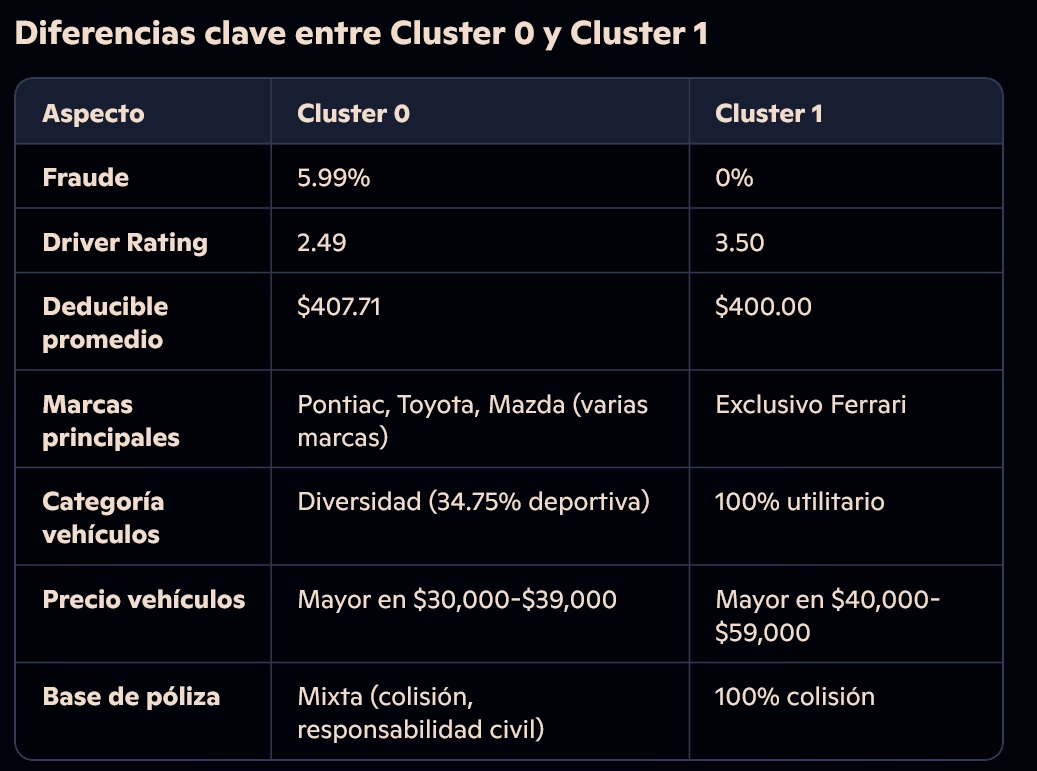 Diferencias clave entre Cluster 0 y Cluster 1
Aspecto
Cluster 0
Cluster 1
Fraude
5.99%
0%
Driver Rating
2.49
3.50
Deducible
promedio
$407.71
$400.00
Marcas
principales
Pontiac, Toyota, Mazda (varias
marcas)
Exclusivo Ferrari
Categoría
vehículos
Diversidad (34.75% deportiva)
100% utilitario
Precio vehículos
Mayor en $30,000-$39,000
Mayor en $40,000-
$59,000
Base de póliza
Mixta (colisión,
responsabilidad civil)
100% colisión